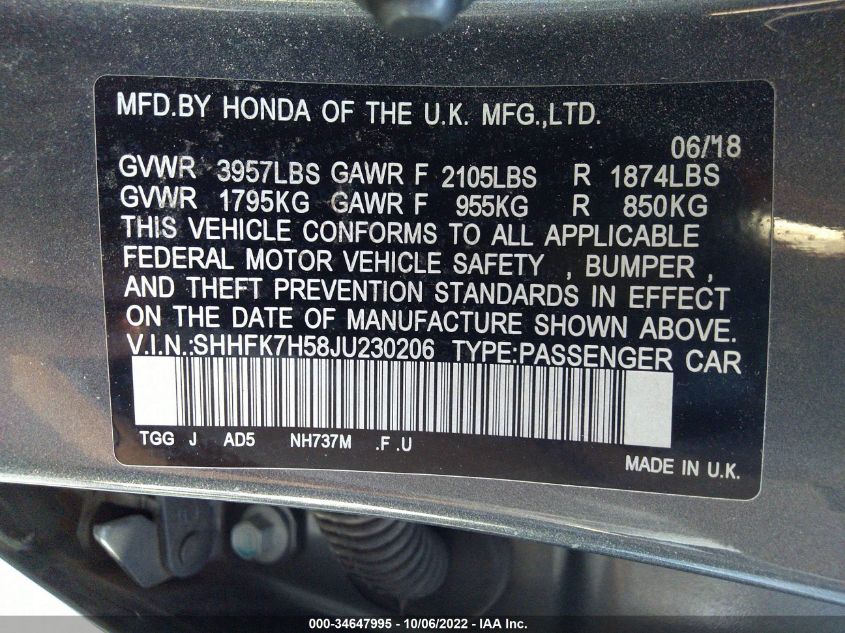 MFD.BY HONDA OF THE U.K. MFG.,LTD.
06/18
GVWR 3957LBS GAWR F 2105LBS R 1874LBS
GVWR 1795KG GAWR F 955KG R 850KG
THIS VEHICLE CONFORMS TO ALL APPLICABLE
FEDERAL MOTOR VEHICLE SAFETY , BUMPER ,
AND THEFT PREVENTION STANDARDS IN EFFECT
ON THE DATE OF MANUFACTURE SHOWN ABOVE.
V.I.N.:SHHFK7H58JU230206 TYPE:PASSENGER CAR
TGG J AD5 NH737M .F .U
MADE IN U.K.
000-34647995 - 10/06/2022 - IAA Inc.